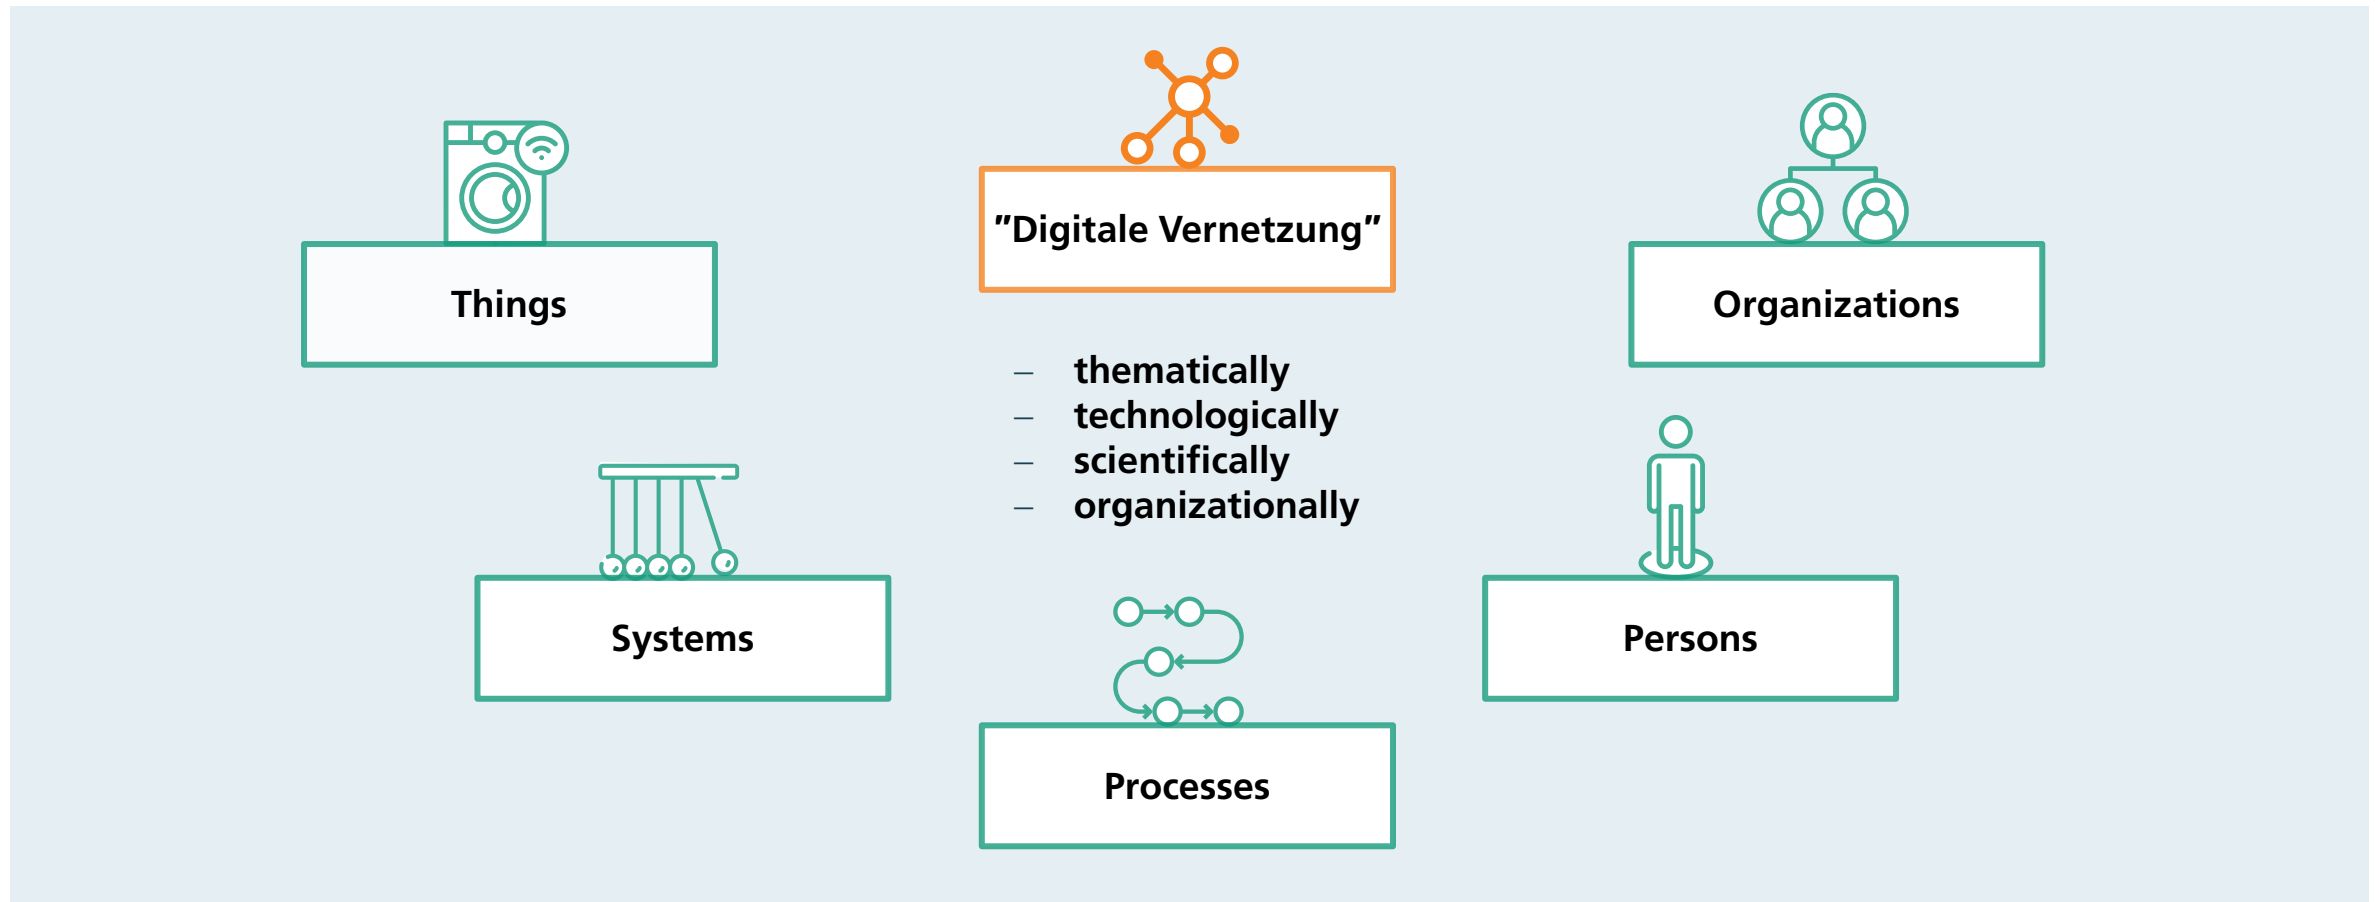 "Digitale Vernetzung"
Things
Organizations
– thematically
– technologically
– scientifically
– organizationally
Systems
Persons
Processes